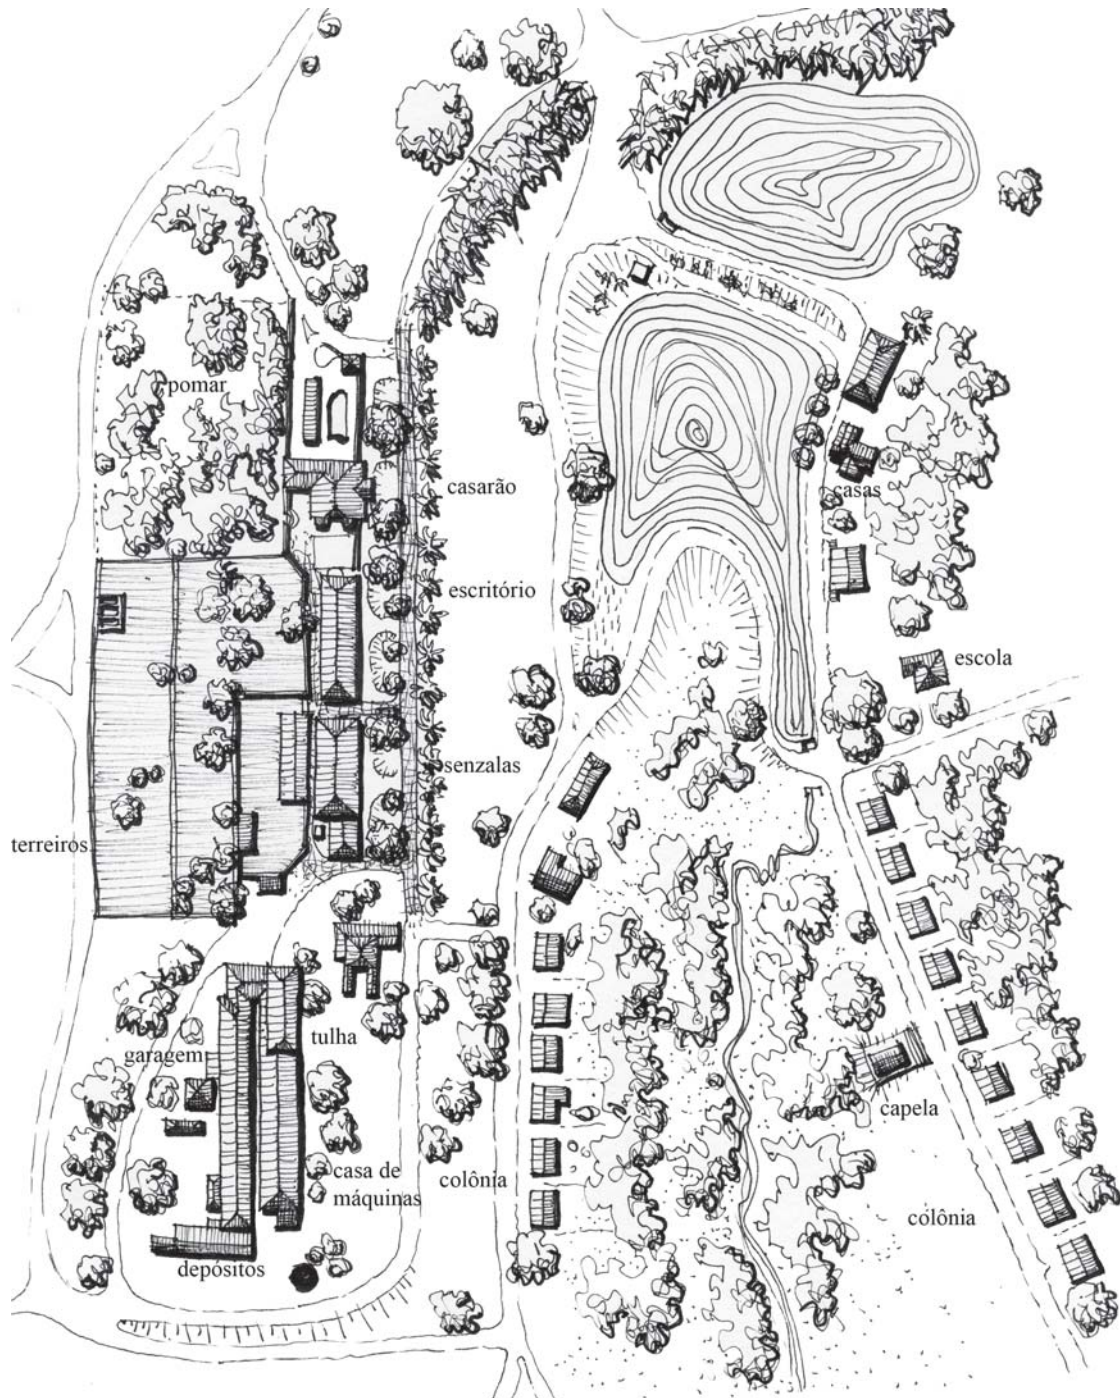 pomar
casarão
casas
escritório
escola
senzalas
terreiros
tulha
garagem
capela
casa de
máquinas
colônia
colônia
depósitos